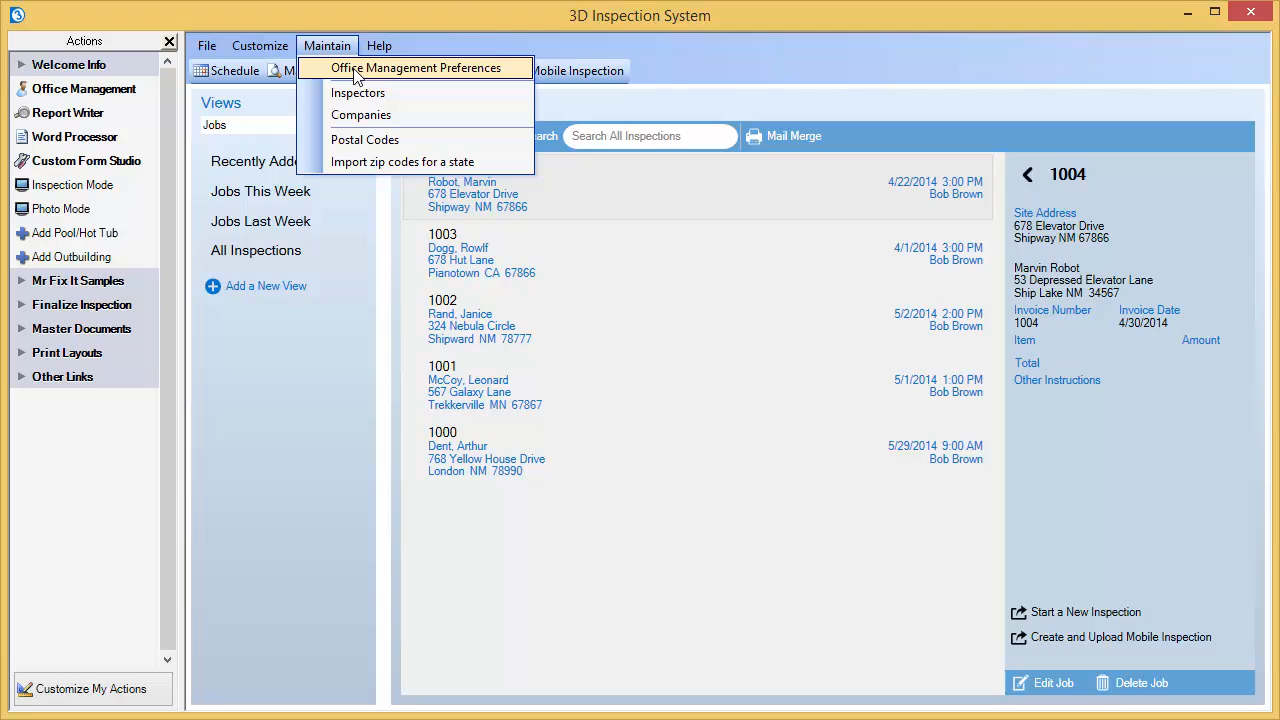 3D Inspection System
Actions
Welcome Info
Office Management
Report Writer
Word Processor
Custom Form Studio
Inspection Mode
Photo Mode
Add Pool/Hot Tub
Add Outbuilding
Mr Fix It Samples
Finalize Inspection
Master Documents
Print Layouts
Other Links
Customize My Actions
File Customize Maintain Help
Schedule M Mobile Inspection
Office Management Preferences
Inspectors
Companies
Postal Codes
Import zip codes for a state
Views
Jobs
Recently Adde
Jobs This Week
Jobs Last Week
All Inspections
Add a New View
earch Search All Inspections Mail Merge
Robot, Marvin 4/22/2014 3:00 PM
678 Elevator Drive Bob Brown
Shipway NM 67866
1003
Dogg, Rowlf 4/1/2014 3:00 PM
678 Hut Lane Bob Brown
Pianotown CA 67866
1002
Rand, Janice 5/2/2014 2:00 PM
324 Nebula Circle Bob Brown
Shipward NM 78777
1001
McCoy, Leonard 5/1/2014 1:00 PM
567 Galaxy Lane Bob Brown
Trekkerville MN 67867
1000
Dent, Arthur 5/29/2014 9:00 AM
768 Yellow House Drive Bob Brown
London NM 78990
1004
Site Address
678 Elevator Drive
Shipway NM 67866
Marvin Robot
53 Depressed Elevator Lane
Ship Lake NM 34567
Invoice Number Invoice Date
1004 4/30/2014
Item Amount
Total
Other Instructions
Start a New Inspection
Create and Upload Mobile Inspection
Edit Job Delete Job